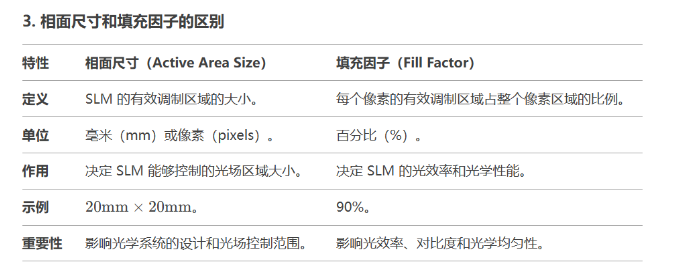 3. 相面尺寸和填充因子的区别
特性 相面尺寸（Active Area Size） 填充因子（Fill Factor）
定义 SLM 的有效调制区域的大小。 每个像素的有效调制区域占整个像素区域的比例。
单位 毫米（mm）或像素（pixels）。 百分比（%）。
作用 决定 SLM 能够控制的光场区域大小。 决定 SLM 的光效率和光学性能。
示例 20mm × 20mm。 90%。
重要性 影响光学系统的设计和光场控制范围。 影响光效率、对比度和光学均匀性。